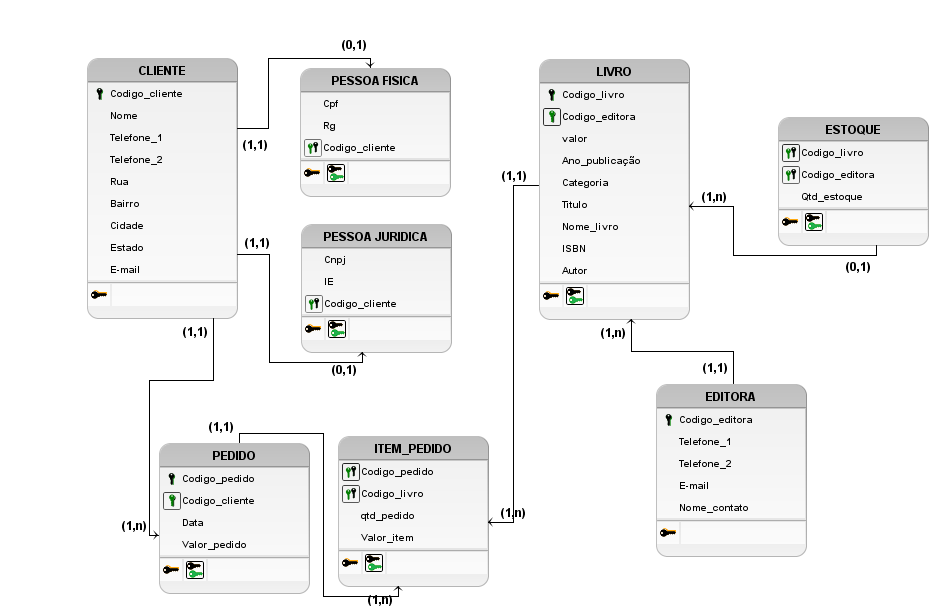 CLIENTE
Codigo_cliente
Nome
Telefone_1
Telefone_2
Rua
Bairro
Cidade
Estado
E-mail
(0,1)
(1,1)
PESSOA FISICA
Cpf
Rg
Codigo_cliente
(1,1)
PESSOA JURIDICA
Cnpj
IE
Codigo_cliente
(0,1)
(1,1)
(1,n)
PEDIDO
Codigo_pedido
Codigo_cliente
Data
Valor_pedido
(1,1)
(1,n)
ITEM_PEDIDO
Codigo_pedido
Codigo_livro
qtd_pedido
Valor_item
(1,n)
(1,1)
LIVRO
Codigo_livro
Codigo_editora
valor
Ano_publicação
Categoria
Titulo
Nome_livro
ISBN
Autor
(1,n)
(0,1)
ESTOQUE
Codigo_livro
Codigo_editora
Qtd_estoque
(1,n)
(1,1)
EDITORA
Codigo_editora
Telefone_1
Telefone_2
E-mail
Nome_contato